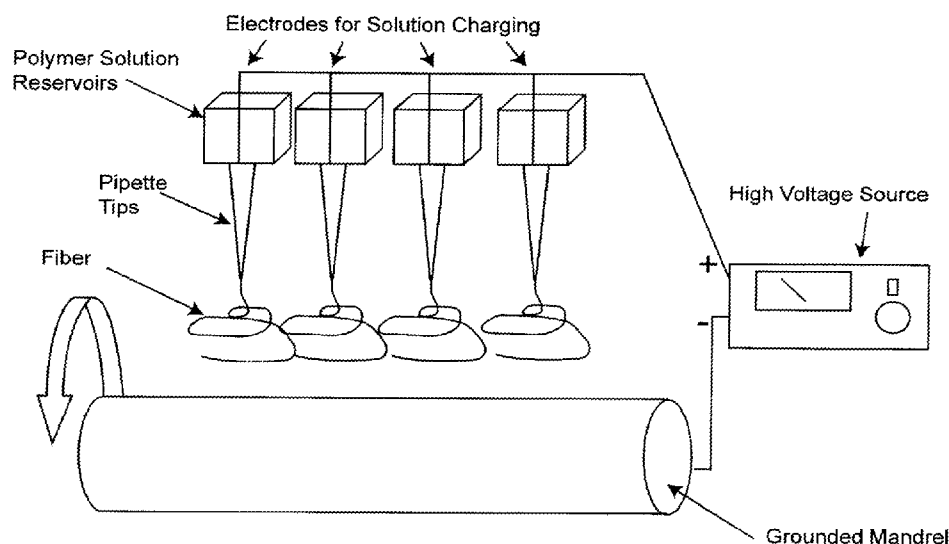 Electrodes for Solution Charging
Polymer Solution
Reservoirs
Pipette
Tips
High Voltage Source
Fiber
+
-
Grounded Mandrel